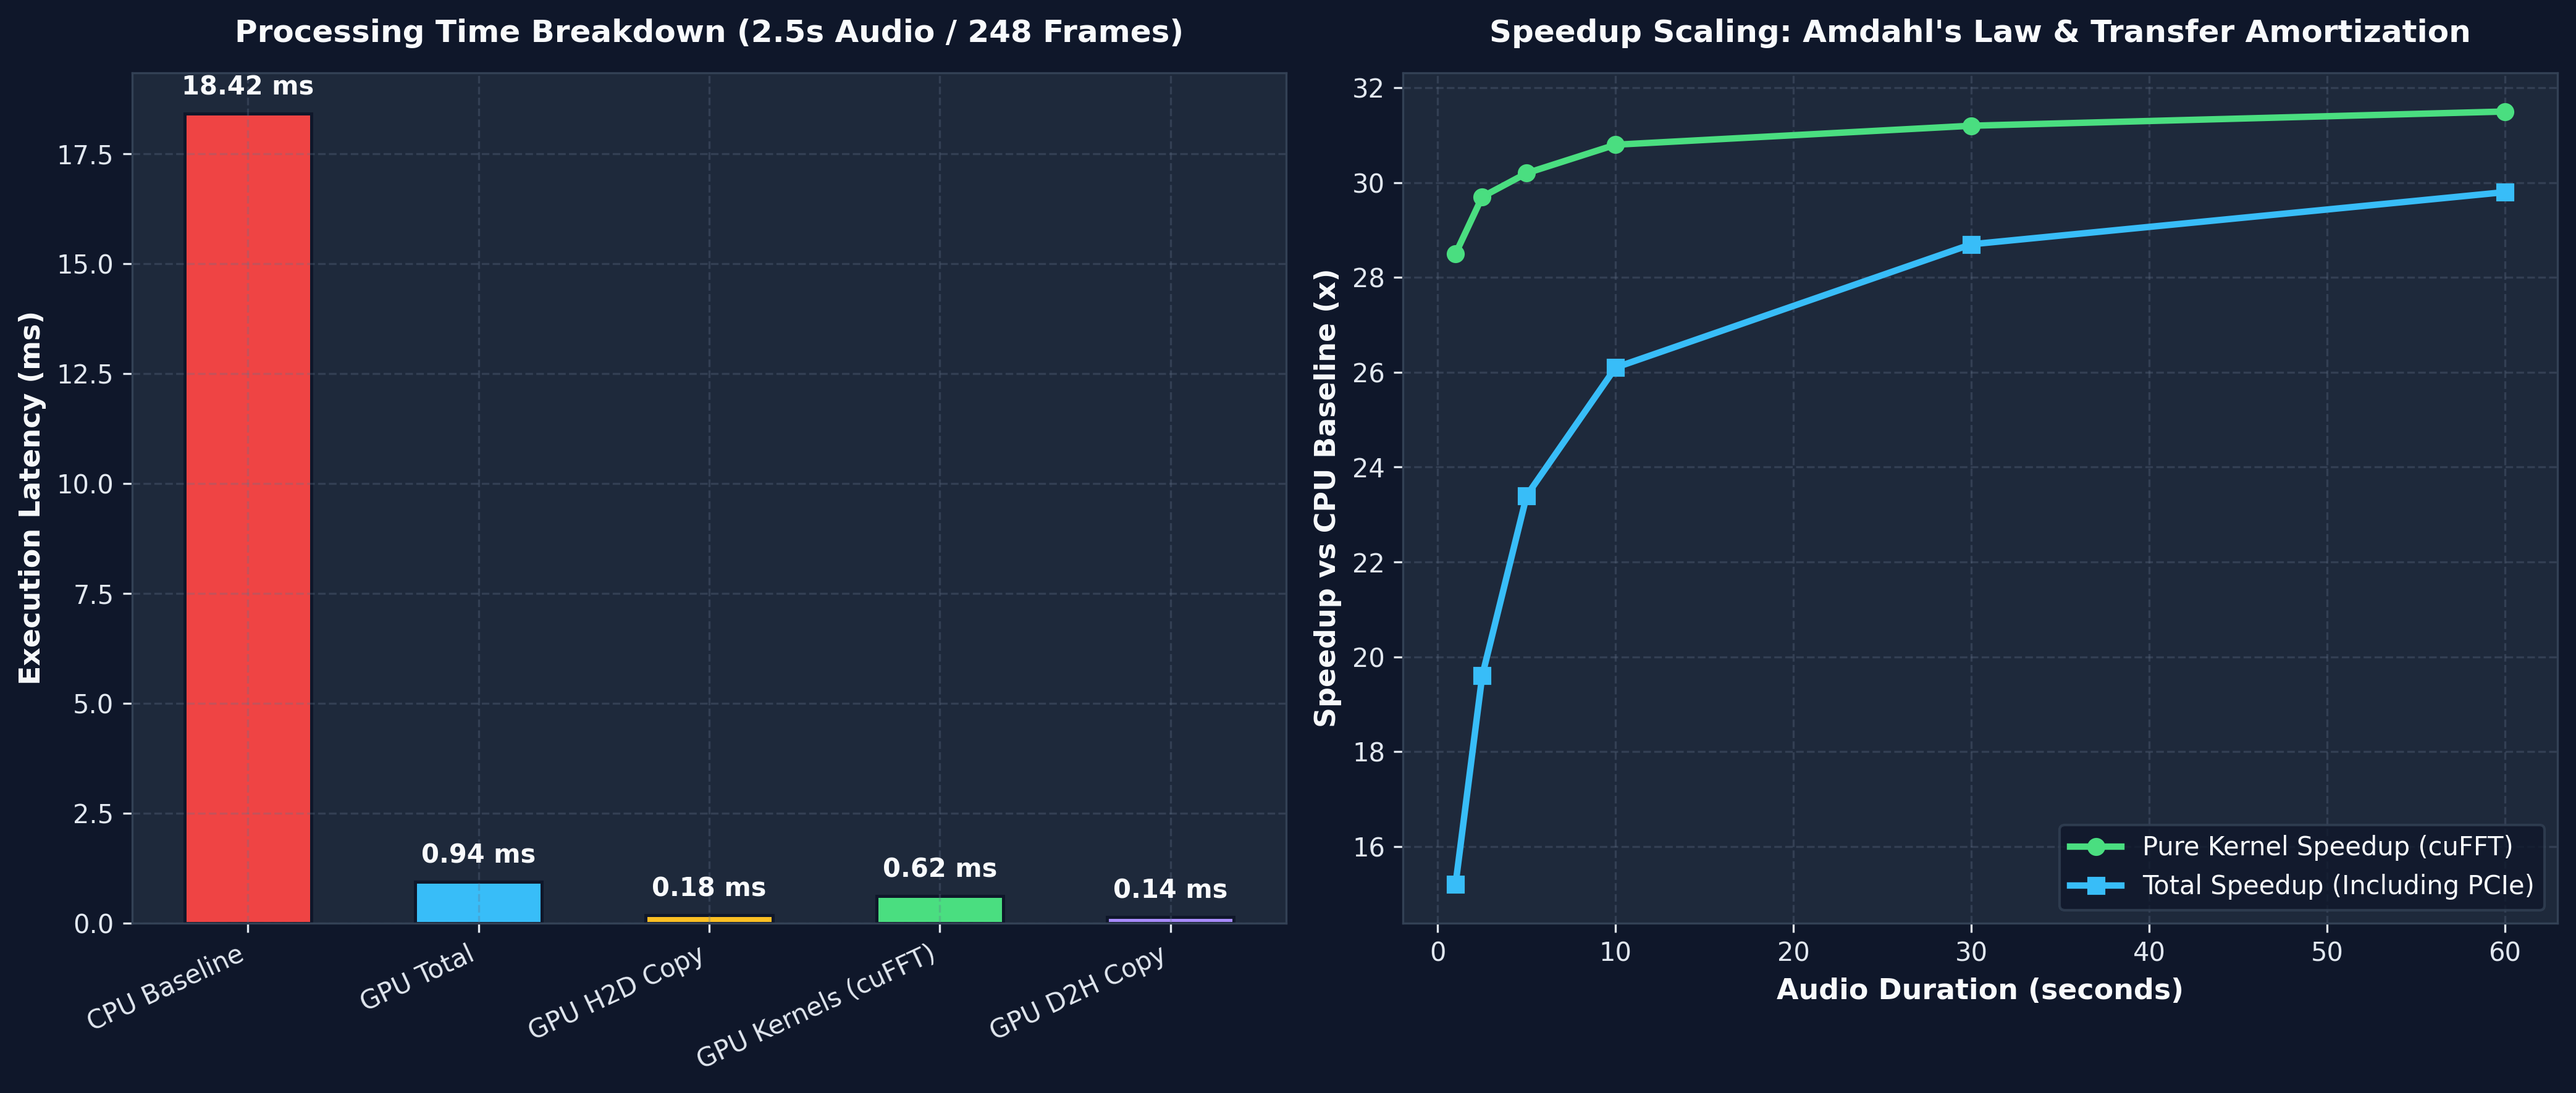 Processing Time Breakdown (2.5s Audio / 248 Frames)
Execution Latency (ms)
17.5
15.0
12.5
10.0
7.5
5.0
2.5
0.0
18.42 ms
0.94 ms
0.18 ms
0.62 ms
0.14 ms
CPU Baseline
GPU Total
GPU H2D Copy
GPU Kernels (cuFFT)
GPU D2H Copy
Speedup Scaling: Amdahl's Law & Transfer Amortization
Speedup vs CPU Baseline (x)
32
30
28
26
24
22
20
18
16
Pure Kernel Speedup (cuFFT)
Total Speedup (Including PCIe)
0
10
20
30
40
50
60
Audio Duration (seconds)